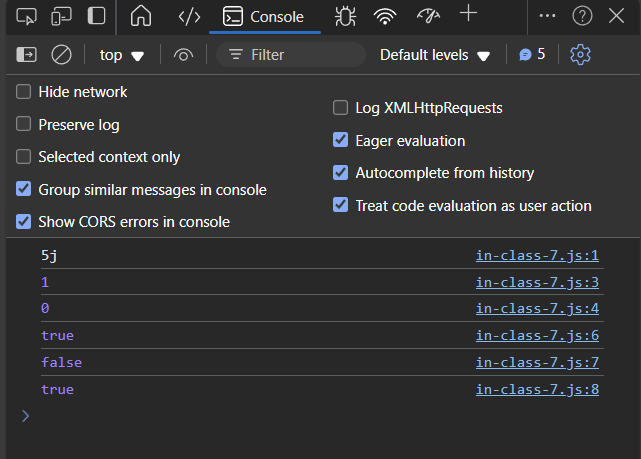 Console
top Filter Default levels 5
Hide network
Preserve log
Selected context only
Group similar messages in console
Show CORS errors in console
Log XMLHttpRequests
Eager evaluation
Autocomplete from history
Treat code evaluation as user action
5j in-class-7.js:1
1 in-class-7.js:3
0 in-class-7.js:4
true in-class-7.js:6
false in-class-7.js:7
true in-class-7.js:8